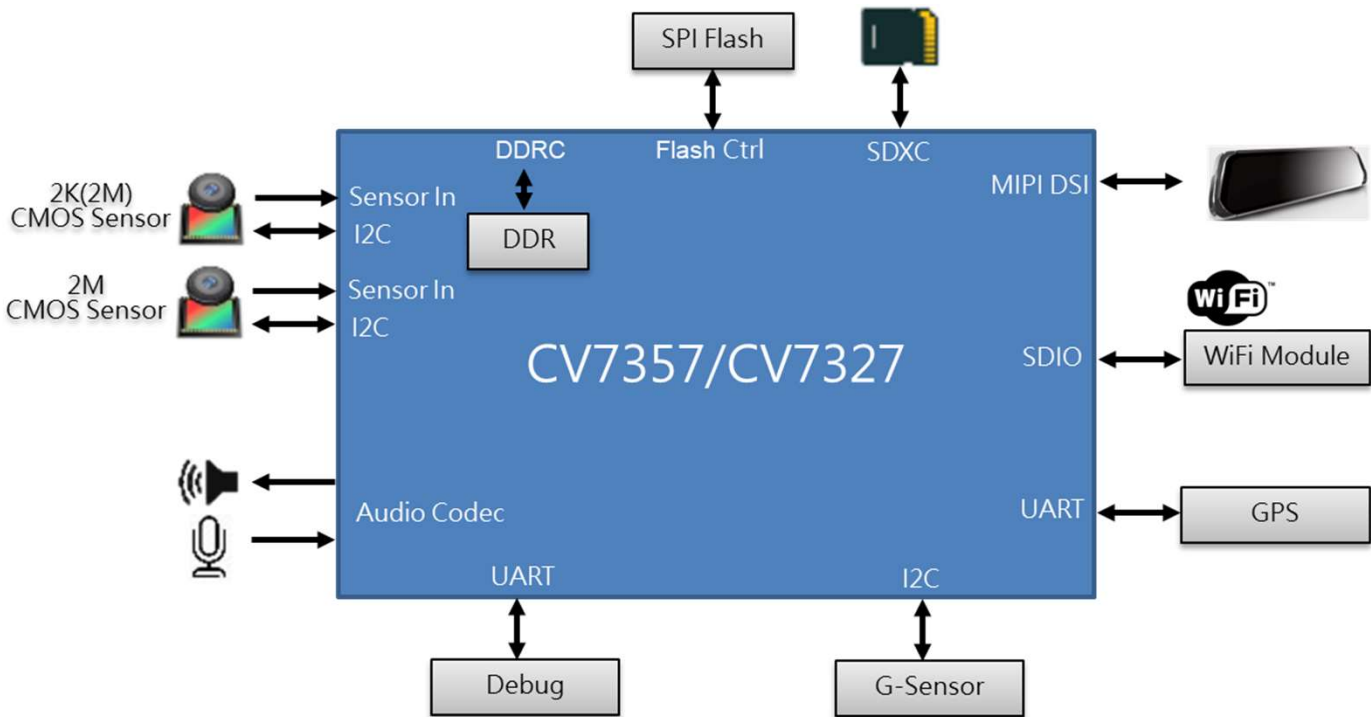 SPI Flash
DDRC
Flash Ctrl
SDXC
MIPI DSI
2K(2M)
CMOS Sensor
Sensor In
I2C
DDR
2M
CMOS Sensor
Sensor In
I2C
WiFi™
CV7357/CV7327
SDIO
WiFi Module
Audio Codec
UART
GPS
UART
I2C
Debug
G-Sensor